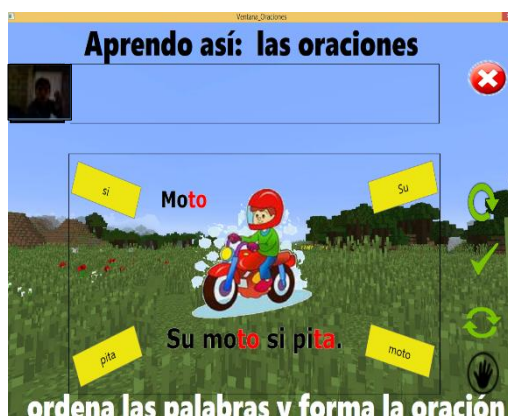 Ventana_Oraciones
Aprendo así: las oraciones
si
Moto
Su
Su moto si pita.
pita
moto
ordena las palabras y forma la oración